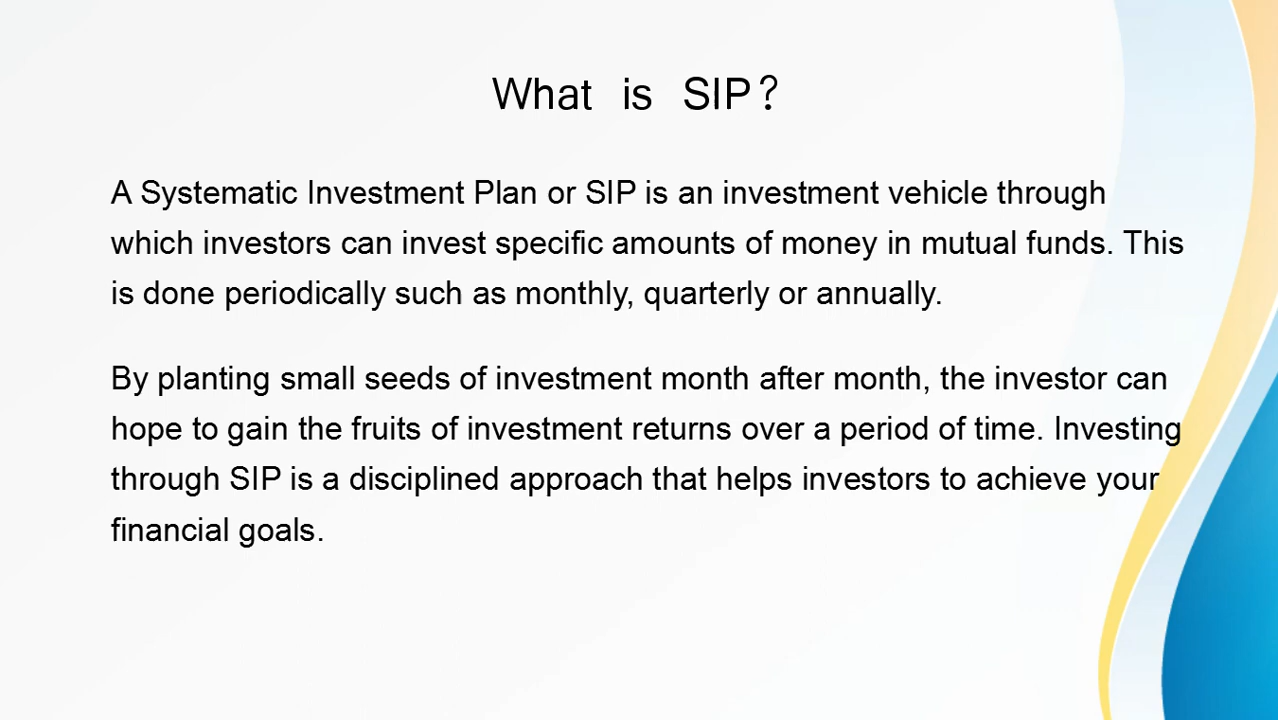 What is SIP?
A Systematic Investment Plan or SIP is an investment vehicle through
which investors can invest specific amounts of money in mutual funds. This
is done periodically such as monthly, quarterly or annually.
By planting small seeds of investment month after month, the investor can
hope to gain the fruits of investment returns over a period of time. Investing
through SIP is a disciplined approach that helps investors to achieve your
financial goals.